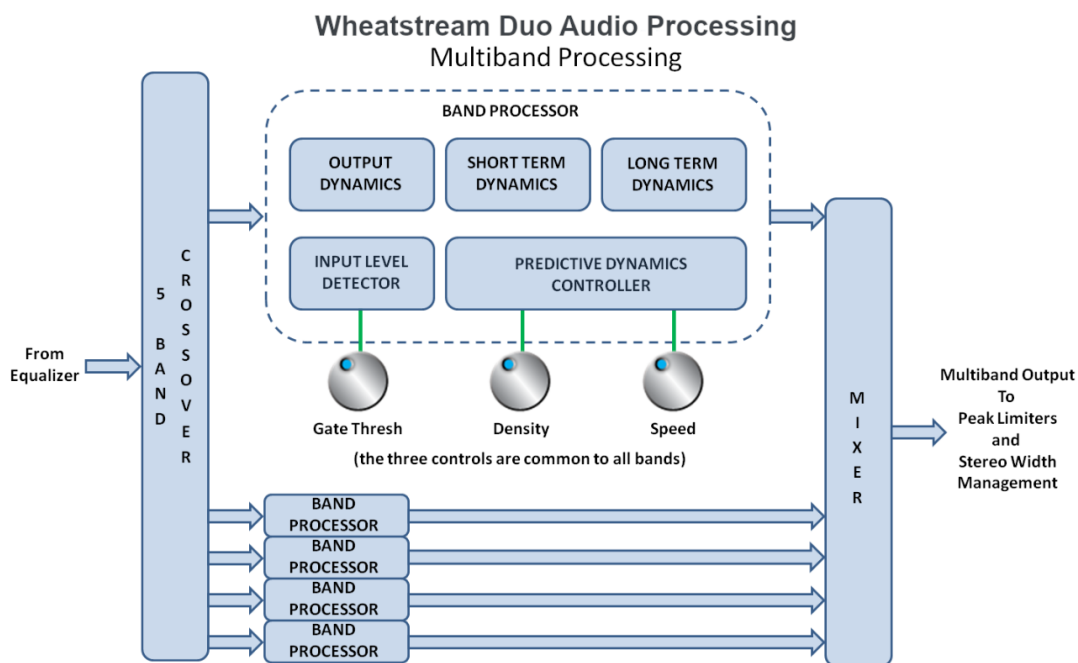 Wheatstream Duo Audio Processing
Multiband Processing
BAND PROCESSOR
OUTPUT
DYNAMICS
SHORT TERM
DYNAMICS
LONG TERM
DYNAMICS
INPUT LEVEL
DETECTOR
PREDICTIVE DYNAMICS
CONTROLLER
5 BAND
CROSSOVER
From
Equalizer
Gate Thresh
Density
Speed
(the three controls are common to all bands)
MIXER
Multiband Output
To
Peak Limiters
and
Stereo Width
Management
BAND
PROCESSOR
BAND
PROCESSOR
BAND
PROCESSOR
BAND
PROCESSOR